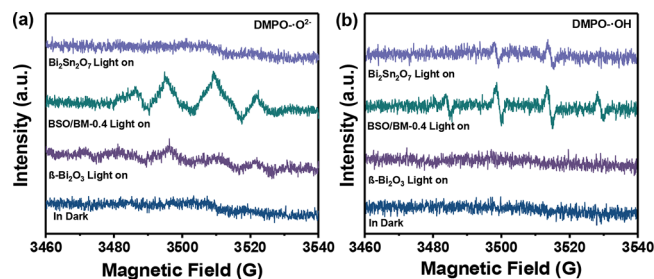 (a)
DMPO-·O²⁻
Bi₂Sn₂O₇ Light on
BSO/BM-0.4 Light on
ß-Bi₂O₃ Light on
In Dark
Intensity (a.u.)
3460 3480 3500 3520 3540
Magnetic Field (G)
(b)
DMPO-·OH
Bi₂Sn₂O₇ Light on
BSO/BM-0.4 Light on
ß-Bi₂O₃ Light on
In Dark
Intensity (a.u.)
3460 3480 3500 3520 3540
Magnetic Field (G)